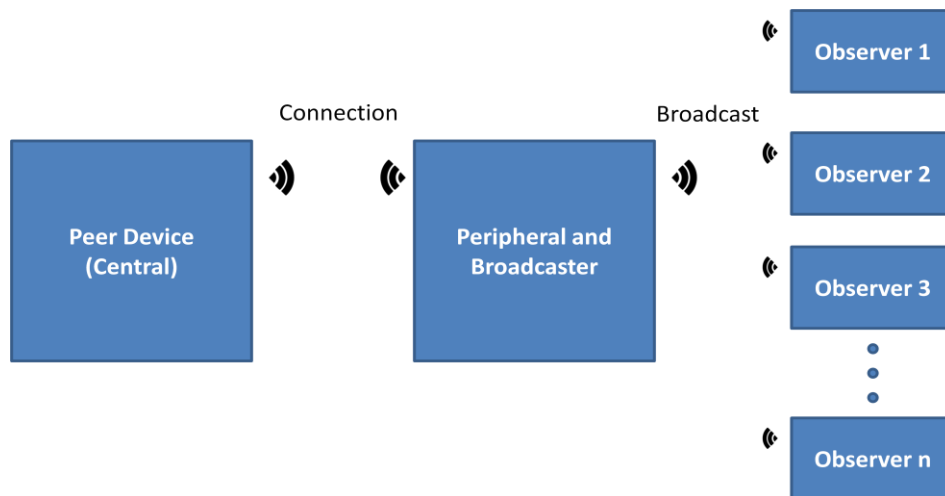 Connection
Broadcast
Peer Device
(Central)
Peripheral and
Broadcaster
Observer 1
Observer 2
Observer 3
Observer n